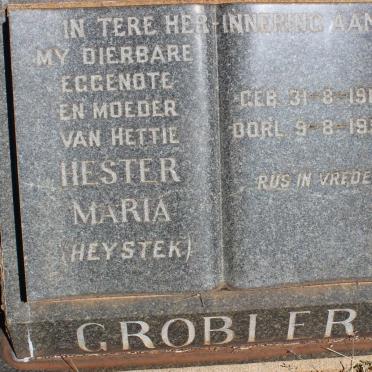 IN TERE HER-INNERING AAN
MY DIERBARE
EGGENOTE
EN MOEDER
VAN HETTIE
HESTER
MARIA
(HEYSTEK)
GEB. 31-8-19
OORL. 9-8-19
RUS IN VREDE
GROBLER